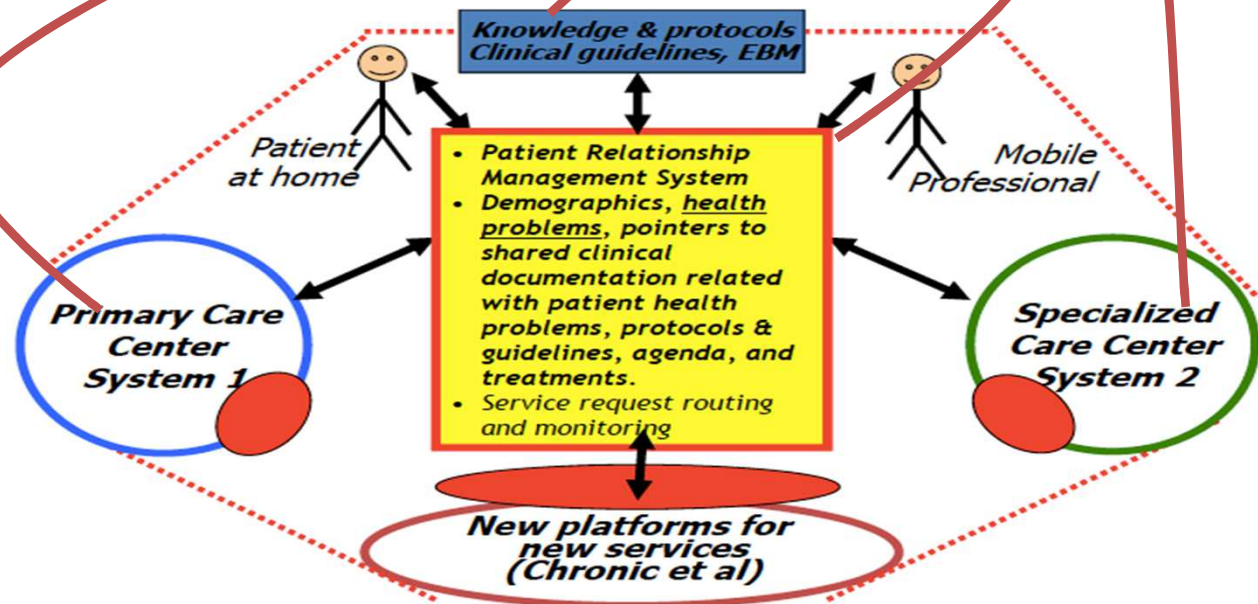 Knowledge & protocols
Clinical guidelines, EBM
Patient
at home
Mobile
Professional
• Patient Relationship
Management System
• Demographics, health
problems, pointers to
shared clinical
documentation related
with patient health
problems, protocols &
guidelines, agenda, and
treatments.
• Service request routing
and monitoring
Primary Care
Center
System 1
Specialized
Care Center
System 2
New platforms for
new services
(Chronic et al)